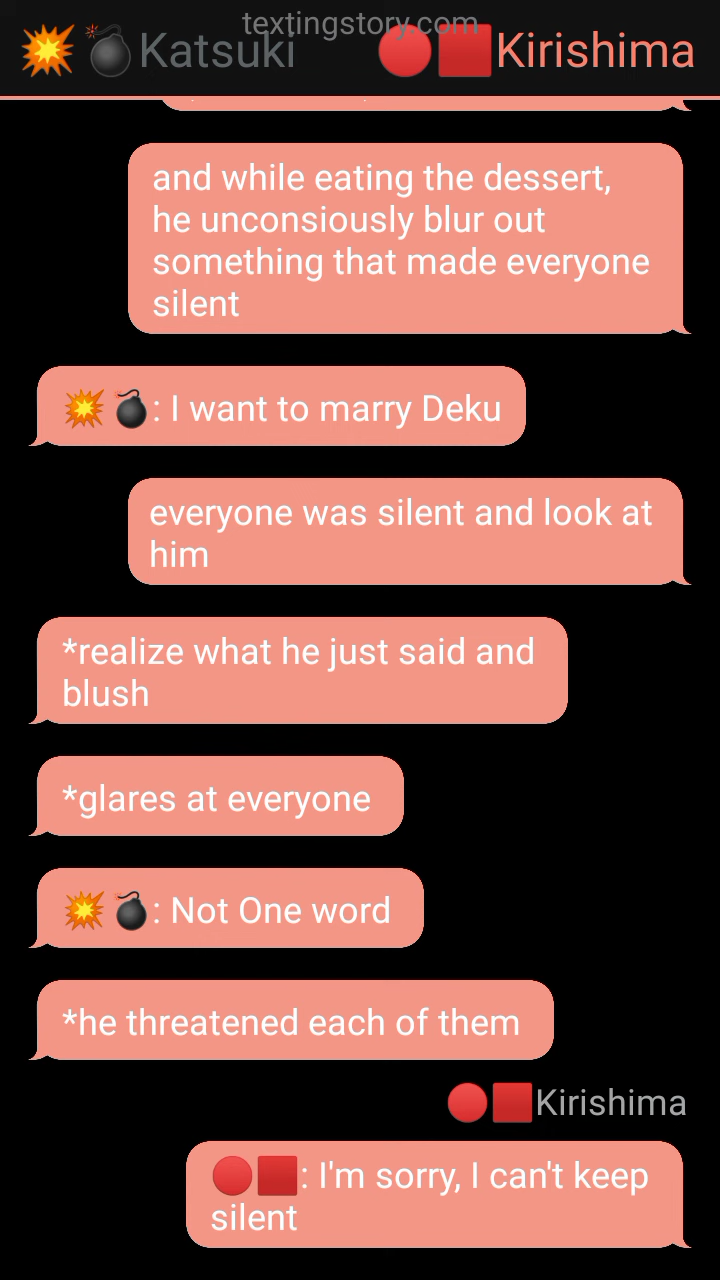 textingstory.com
💥💣Katsuki
🔴🟥Kirishima
and while eating the dessert,
he unconsiously blur out
something that made everyone
silent
💥💣: I want to marry Deku
everyone was silent and look at
him
*realize what he just said and
blush
*glares at everyone
💥💣: Not One word
*he threatened each of them
🔴🟥Kirishima
🔴🟥: I'm sorry, I can't keep
silent